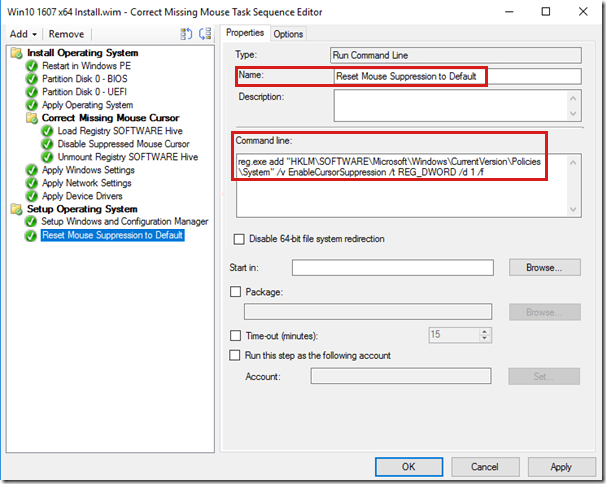 Win10 1607 x64 Install.wim - Correct Missing Mouse Task Sequence Editor
Add Remove
Install Operating System
Restart in Windows PE
Partition Disk 0 - BIOS
Partition Disk 0 - UEFI
Apply Operating System
Correct Missing Mouse Cursor
Load Registry SOFTWARE Hive
Disable Suppressed Mouse Cursor
Unmount Registry SOFTWARE Hive
Apply Windows Settings
Apply Network Settings
Apply Device Drivers
Setup Operating System
Setup Windows and Configuration Manager
Reset Mouse Suppression to Default
Properties Options
Type: Run Command Line
Name: Reset Mouse Suppression to Default
Description:
Command line:
reg.exe add "HKLM\SOFTWARE\Microsoft\Windows\CurrentVersion\Policies
\System" /v EnableCursorSuppression /t REG_DWORD /d 1 /f
Disable 64-bit file system redirection
Start in: Browse...
Package:
Browse...
Time-out (minutes): 15
Run this step as the following account
Account: Set...
OK Cancel Apply